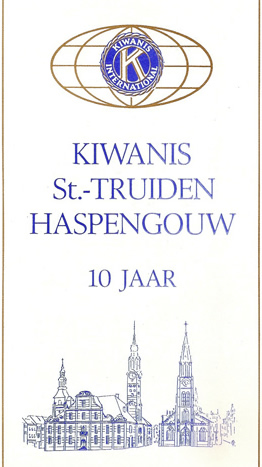 KIWANIS
K
INTERNATIONAL
KIWANIS
St.-TRUIDEN
HASPENGOUW
10 JAAR